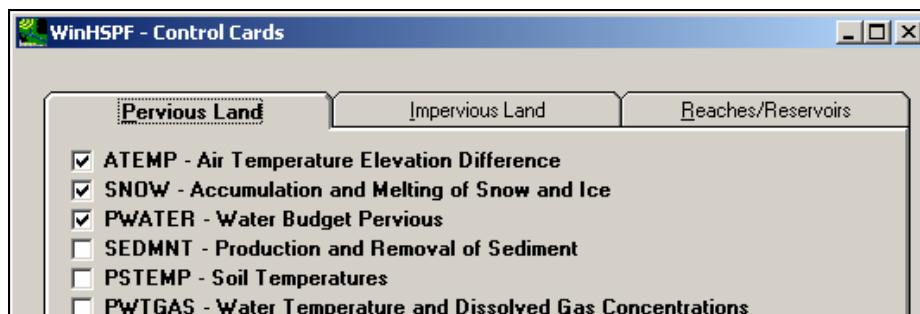 WinHSPF - Control Cards
Pervious Land Impervious Land Reaches/Reservoirs
ATEMP - Air Temperature Elevation Difference
SNOW - Accumulation and Melting of Snow and Ice
PWATER - Water Budget Pervious
SEDMNT - Production and Removal of Sediment
PSTEMP - Soil Temperatures
PWTGAS - Water Temperature and Dissolved Gas Concentrations